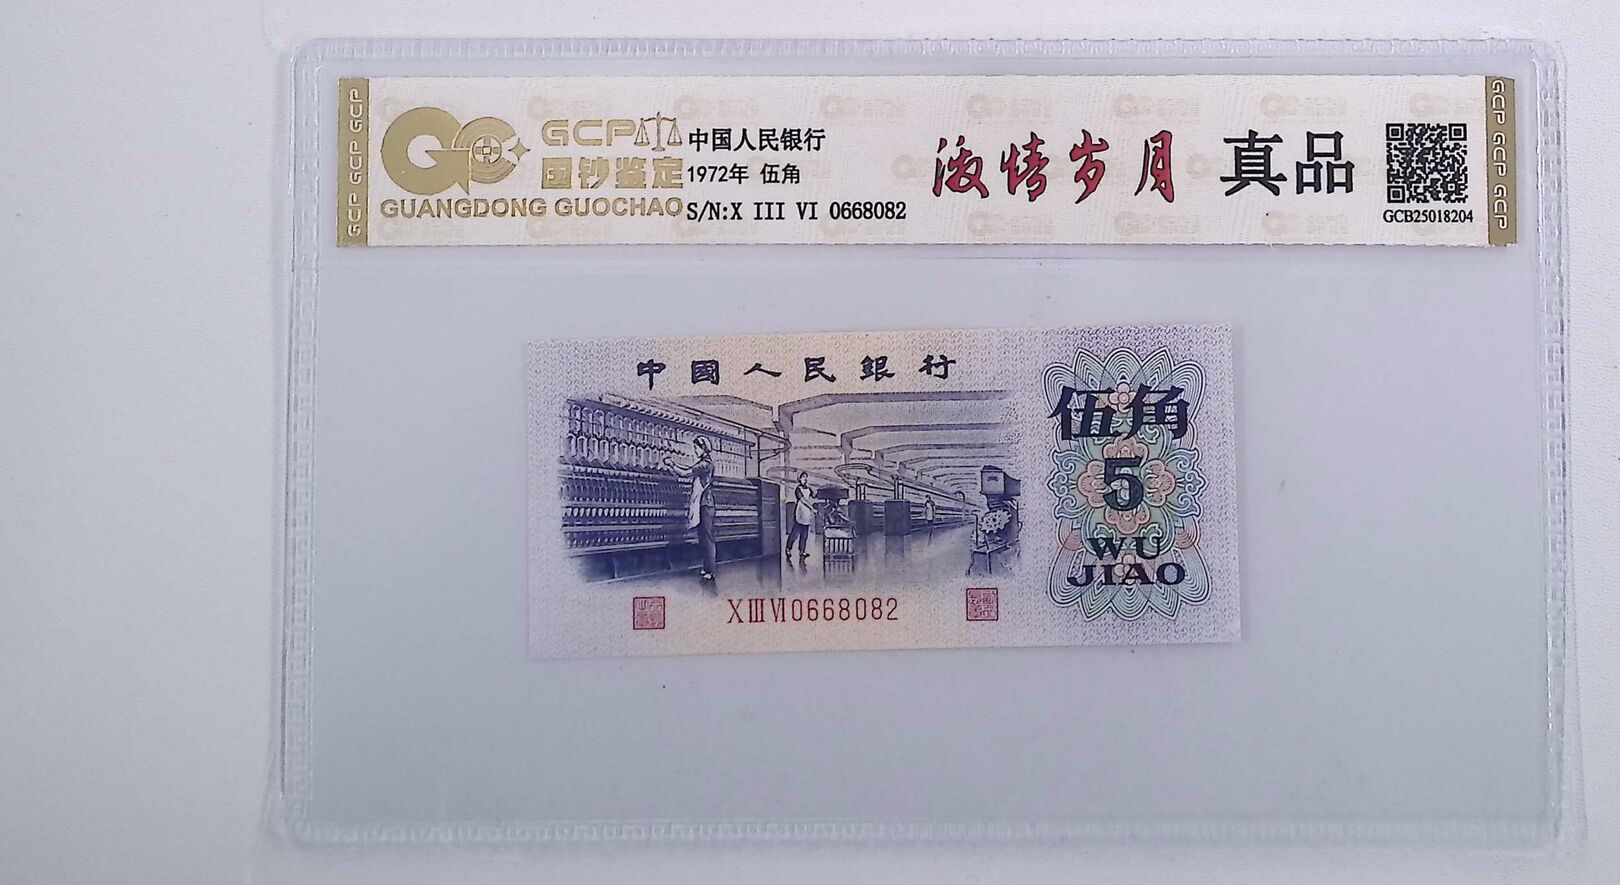 GCP
国钞鉴定
GUANGDONG GUOCHAO
中国人民银行
1972年 伍角
S/N:X III VI 0668082
激情岁月
真品
GCB25018204
GCP GCP GCP
GCP GCP GCP
中國人民銀行
伍角
5
WU
JIAO
XIIIVI0668082